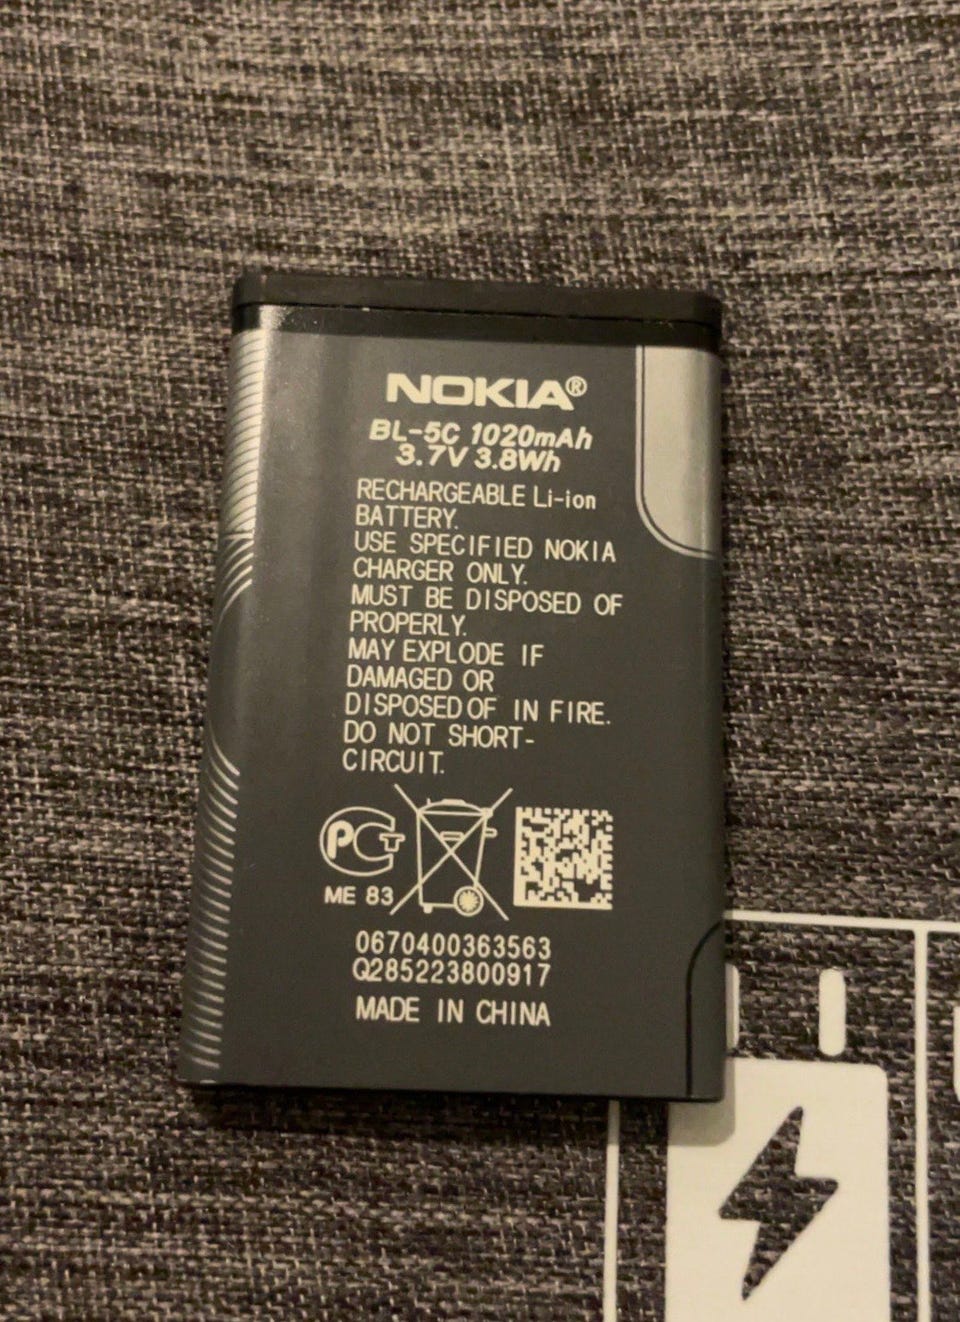 NOKIA®
BL-5C 1020mAh
3.7V 3.8Wh
RECHARGEABLE Li-ion
BATTERY.
USE SPECIFIED NOKIA
CHARGER ONLY.
MUST BE DISPOSED OF
PROPERLY.
MAY EXPLODE IF
DAMAGED OR
DISPOSED OF IN FIRE.
DO NOT SHORT-
CIRCUIT.
РСТ
ME 83
0670400363563
Q285223800917
MADE IN CHINA